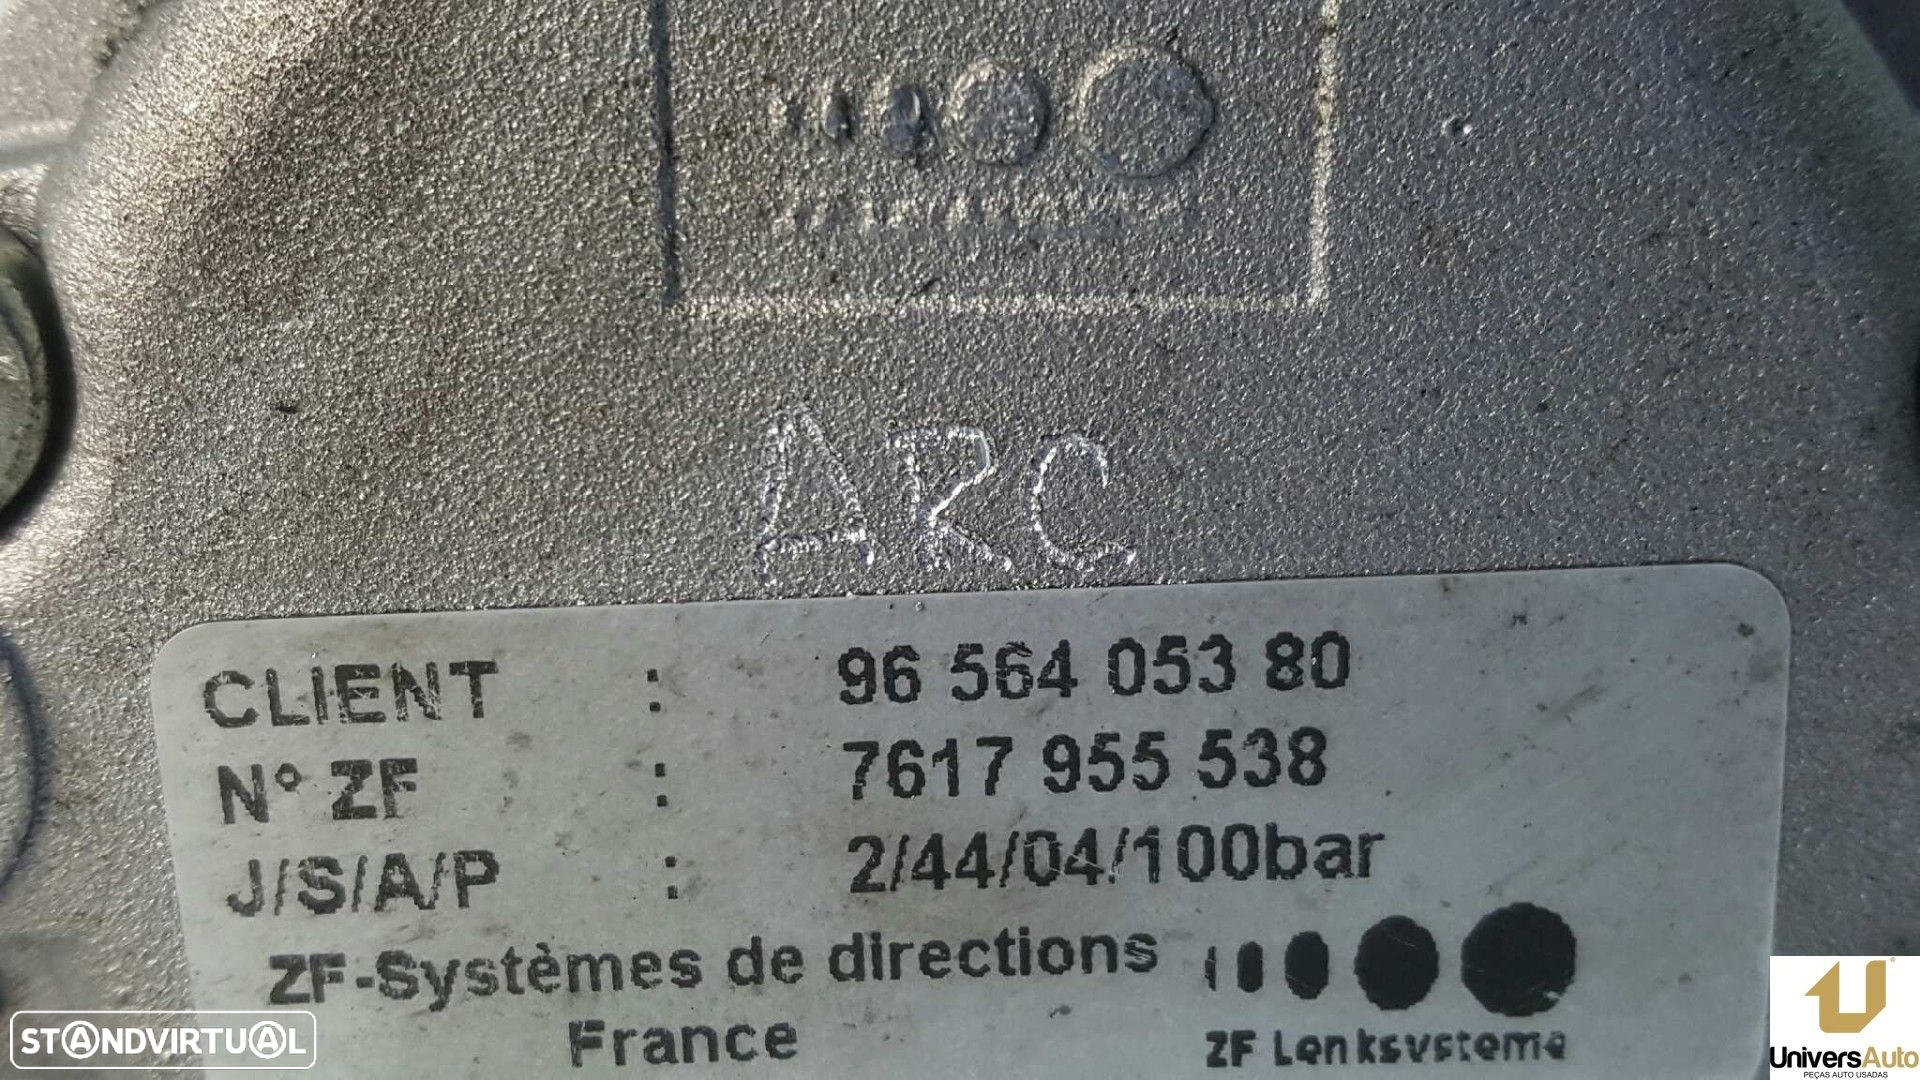 ARC
CLIENT : 96 564 053 80
N° ZF : 7617 955 538
J/S/A/P : 2/44/04/100bar
ZF-Systèmes de directions
France
ZF Lenksysteme
STANDVIRTUAL
UniversAuto
PEÇAS AUTO USADAS